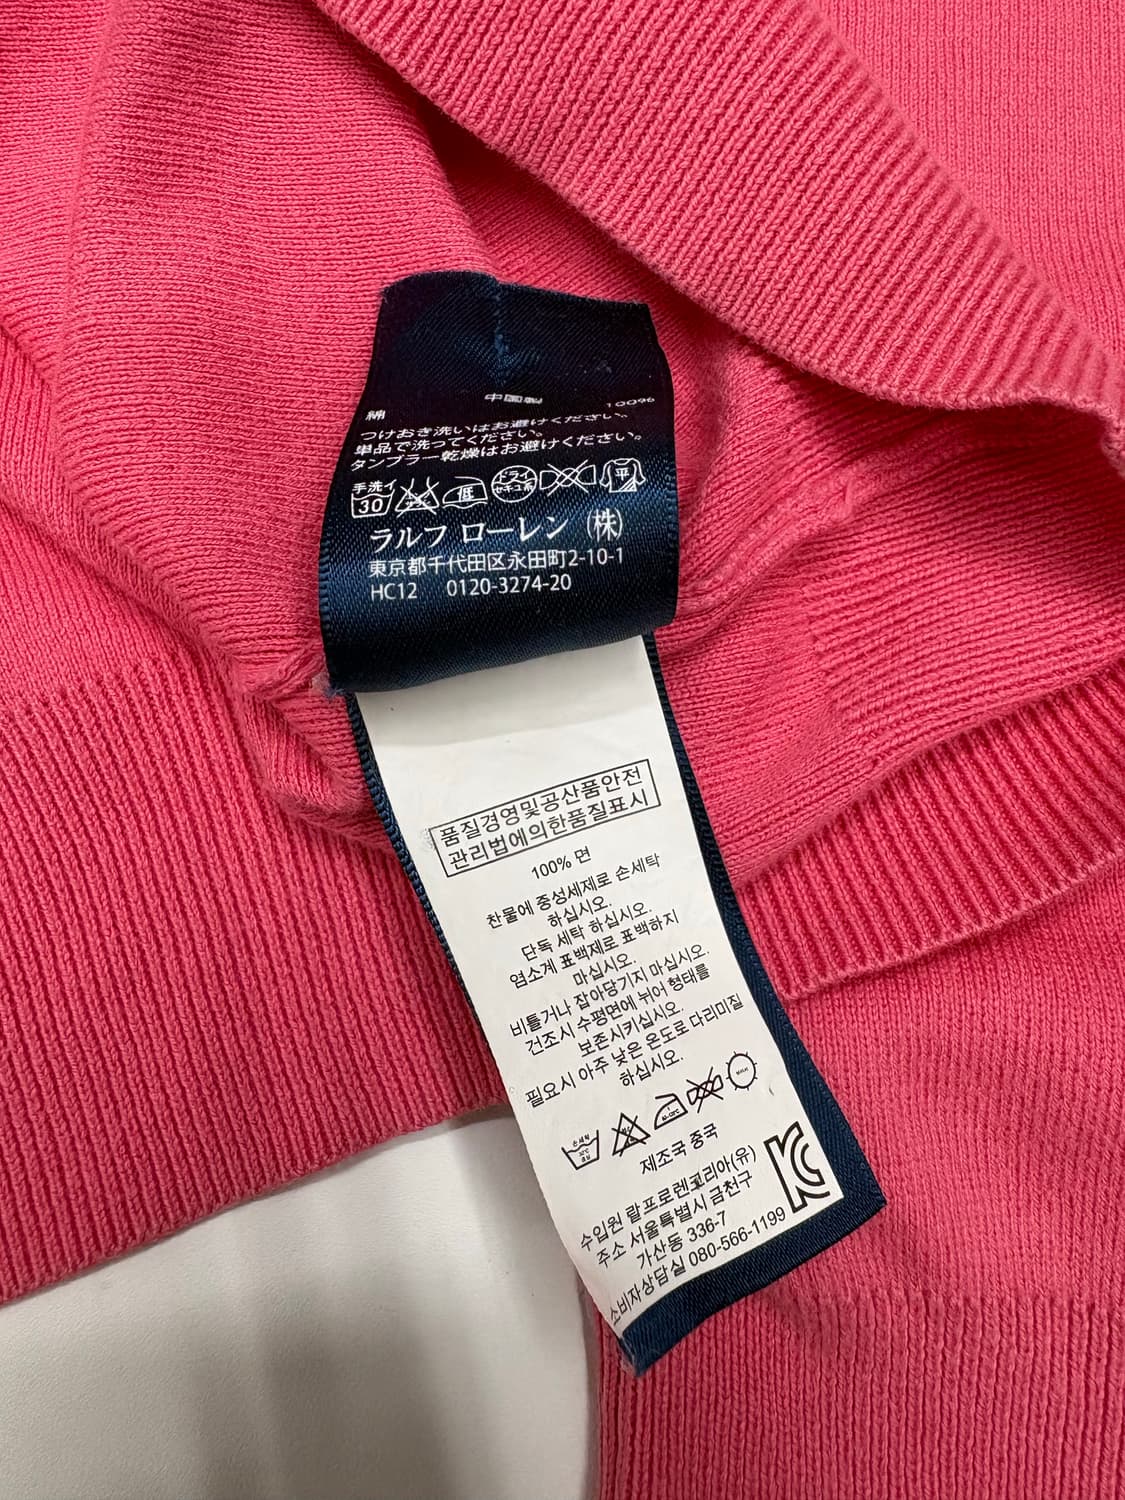 中国製
綿 100%
つけおき洗いはお避けください。
単品で洗ってください。
タンブラー乾燥はお避けください。
手洗イ
30
低
ドライ
セキユ系
平
ラルフ ローレン (株)
東京都千代田区永田町2-10-1
HC12 0120-3274-20
품질경영및공산품안전
관리법에의한품질표시
100% 면
찬물에 중성세제로 손세탁
하십시오.
단독 세탁 하십시오.
염소계 표백제로 표백하지
마십시오.
비틀거나 잡아당기지 마십시오.
건조시 수평면에 뉘어 형태를
보존시키십시오.
필요시 아주 낮은 온도로 다리미질
하십시오.
제조국 중국
수입원 랄프로렌코리아(유)
주소 서울특별시 금천구
가산동 336-7
소비자상담실 080-566-1199